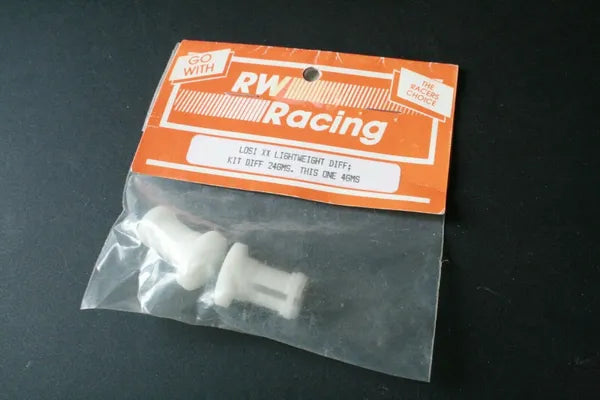 GO
WITH
RW
Racing
THE
RACERS
CHOICE
LOSI XX LIGHTWEIGHT DIFF;
KIT DIFF 24GMS. THIS ONE 4GMS